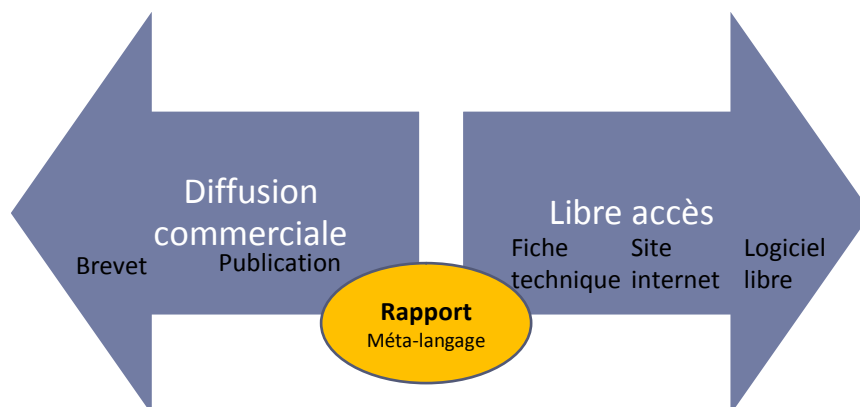 Diffusion
commerciale
Brevet
Publication
Libre accès
Fiche
technique
Site
internet
Logiciel
libre
Rapport
Méta-langage